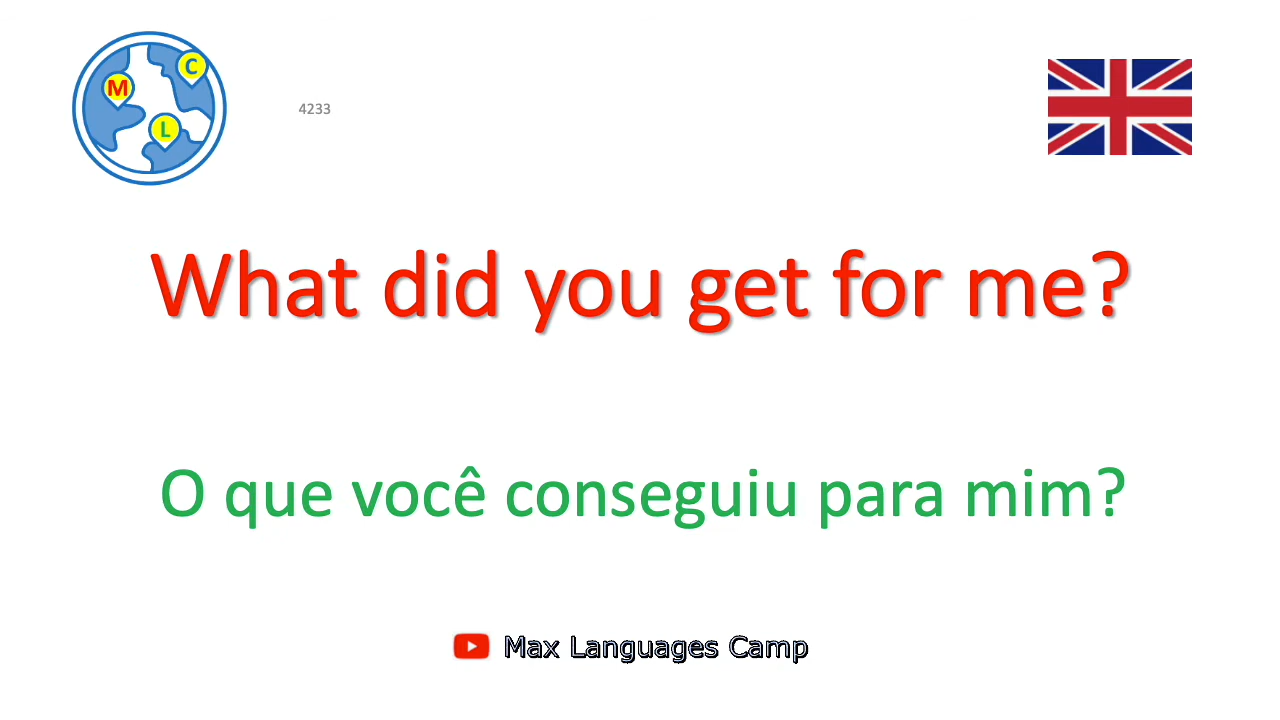 M
C
L
4233
What did you get for me?
O que você conseguiu para mim?
Max Languages Camp